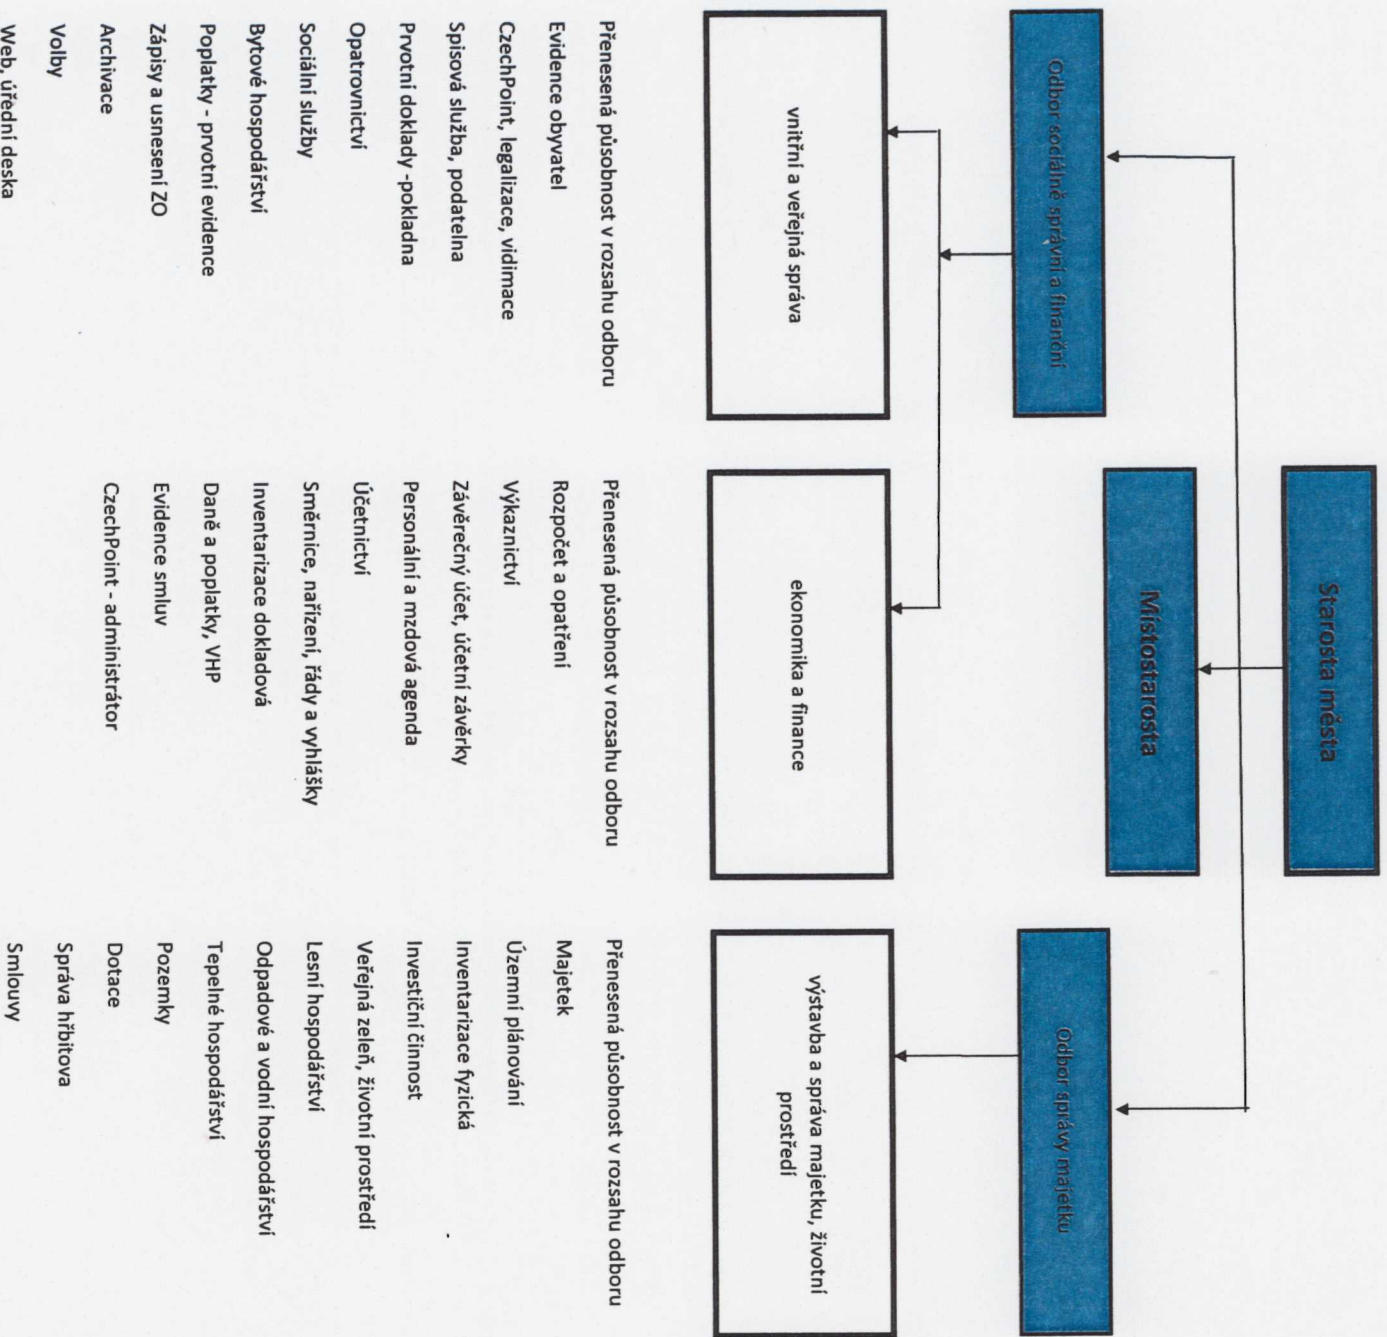 Starosta města
Místostarosta
Odbor sociálně správní a finanční
Odbor správy majetku
vnitřní a veřejná správa
ekonomika a finance
výstavba a správa majetku, životní
prostředí
Přenesená působnost v rozsahu odboru
Evidence obyvatel
CzechPoint, legalizace, vidimace
Spisová služba, podatelna
Prvotní doklady -pokladna
Opatrovnictví
Sociální služby
Bytové hospodářství
Poplatky - prvotní evidence
Zápisy a usnesení ZO
Archivace
Volby
Web, úřední deska
Přenesená působnost v rozsahu odboru
Rozpočet a opatření
Výkaznictví
Závěrečný účet, účetní závěrky
Personální a mzdová agenda
Účetnictví
Směrnice, nařízení, řády a vyhlášky
Inventarizace dokladová
Daně a poplatky, VHP
Evidence smluv
CzechPoint - administrátor
Přenesená působnost v rozsahu odboru
Majetek
Územní plánování
Inventarizace fyzická
Investiční činnost
Veřejná zeleň, životní prostředí
Lesní hospodářství
Odpadové a vodní hospodářství
Tepelné hospodářství
Pozemky
Dotace
Správa hřbitova
Smlouvy